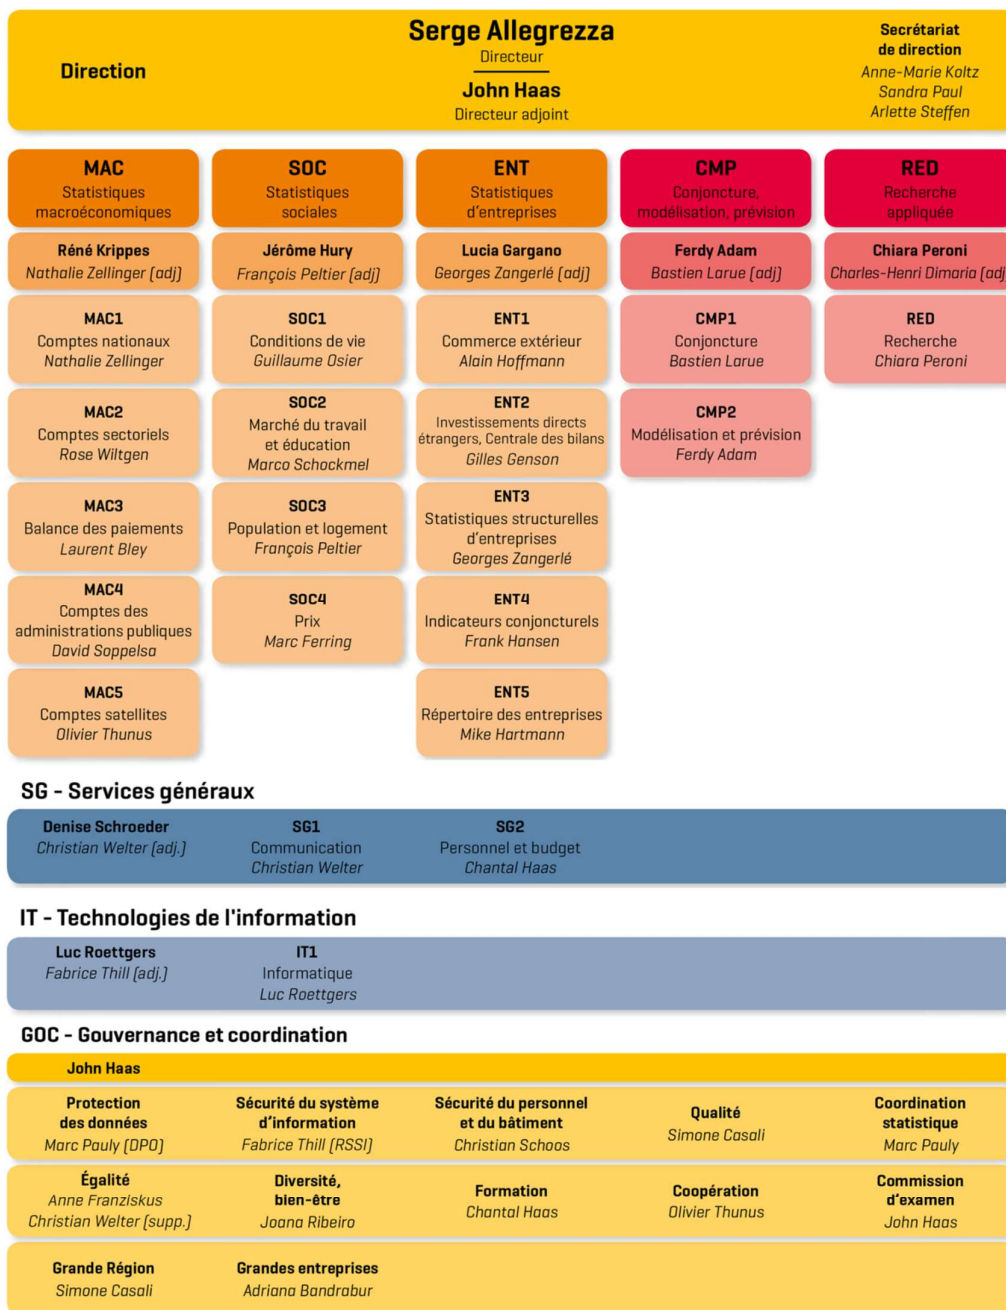 Direction
Serge Allegrezza
Directeur
John Haas
Directeur adjoint
Secrétariat
de direction
Anne-Marie Koltz
Sandra Paul
Arlette Steffen
MAC
Statistiques
macroéconomiques
Réné Krippes
Nathalie Zellinger (adj)
MAC1
Comptes nationaux
Nathalie Zellinger
MAC2
Comptes sectoriels
Rose Wiltgen
MAC3
Balance des paiements
Laurent Bley
MAC4
Comptes des
administrations publiques
David Soppelsa
MAC5
Comptes satellites
Olivier Thunus
SOC
Statistiques
sociales
Jérôme Hury
François Peltier (adj)
SOC1
Conditions de vie
Guillaume Osier
SOC2
Marché du travail
et éducation
Marco Schockmel
SOC3
Population et logement
François Peltier
SOC4
Prix
Marc Ferring
ENT
Statistiques
d'entreprises
Lucia Gargano
Georges Zangerlé (adj)
ENT1
Commerce extérieur
Alain Hoffmann
ENT2
Investissements directs
étrangers, Centrale des bilans
Gilles Genson
ENT3
Statistiques structurelles
d'entreprises
Georges Zangerlé
ENT4
Indicateurs conjoncturels
Frank Hansen
ENT5
Répertoire des entreprises
Mike Hartmann
CMP
Conjoncture,
modélisation, prévision
Ferdy Adam
Bastien Larue (adj)
CMP1
Conjoncture
Bastien Larue
CMP2
Modélisation et prévision
Ferdy Adam
RED
Recherche
appliquée
Chiara Peroni
Charles-Henri Dimaria (adj
RED
Recherche
Chiara Peroni
SG - Services généraux
Denise Schroeder
Christian Welter (adj.)
SG1
Communication
Christian Welter
SG2
Personnel et budget
Chantal Haas
IT - Technologies de l'information
Luc Roettgers
Fabrice Thill (adj.)
IT1
Informatique
Luc Roettgers
GOC - Gouvernance et coordination
John Haas
Protection
des données
Marc Pauly (DPO)
Sécurité du système
d'information
Fabrice Thill (RSSI)
Sécurité du personnel
et du bâtiment
Christian Schoos
Qualité
Simone Casali
Coordination
statistique
Marc Pauly
Égalité
Anne Franziskus
Christian Welter (supp.)
Diversité,
bien-être
Joana Ribeiro
Formation
Chantal Haas
Coopération
Olivier Thunus
Commission
d'examen
John Haas
Grande Région
Simone Casali
Grandes entreprises
Adriana Bandrabur